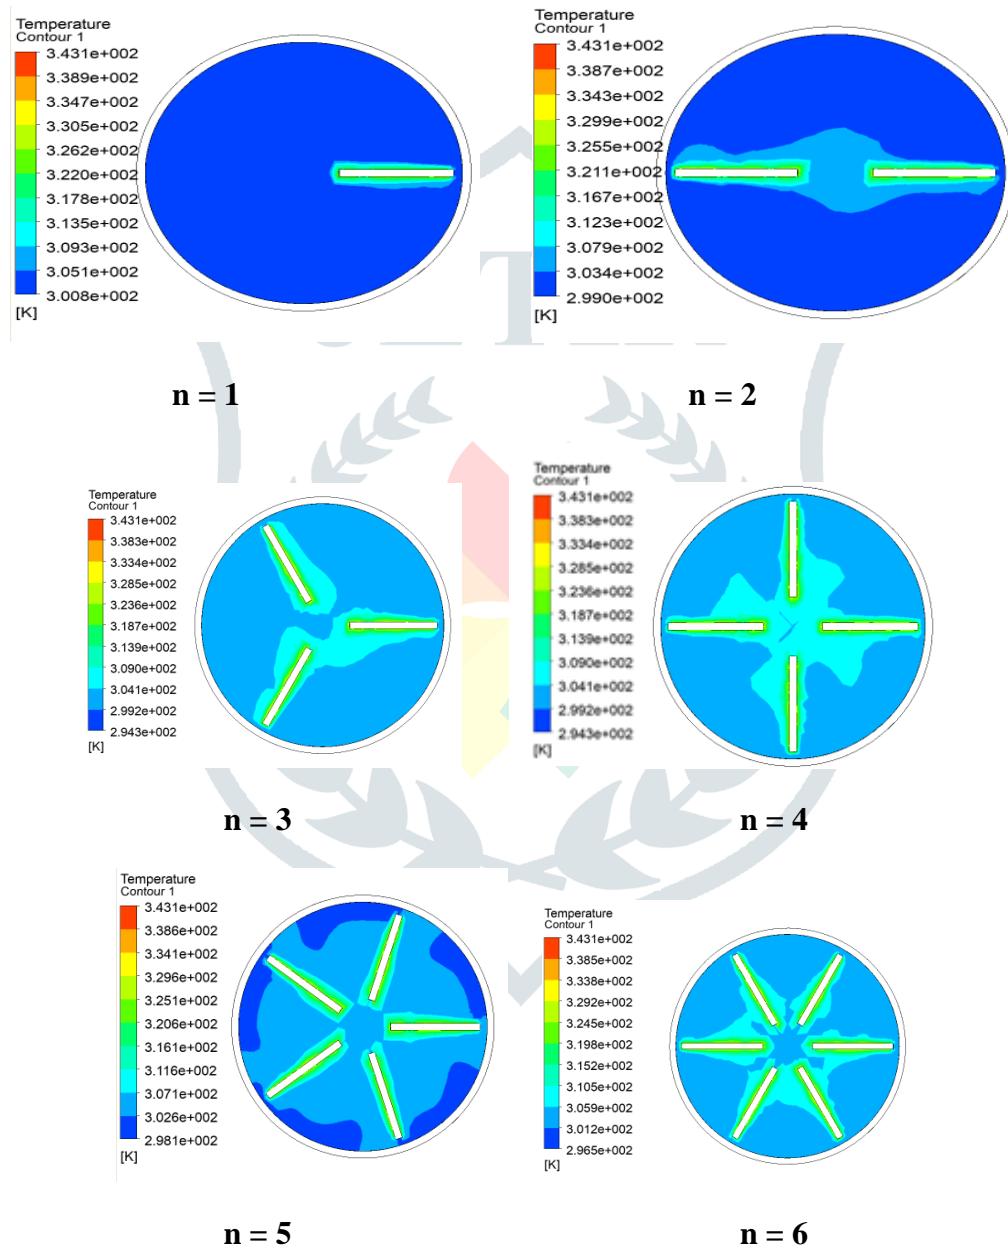 Temperature
Contour 1
3.431e+002
3.389e+002
3.347e+002
3.305e+002
3.262e+002
3.220e+002
3.178e+002
3.135e+002
3.093e+002
3.051e+002
3.008e+002
[K]
n = 1
Temperature
Contour 1
3.431e+002
3.387e+002
3.343e+002
3.299e+002
3.255e+002
3.211e+002
3.167e+002
3.123e+002
3.079e+002
3.034e+002
2.990e+002
[K]
n = 2
Temperature
Contour 1
3.431e+002
3.383e+002
3.334e+002
3.285e+002
3.236e+002
3.187e+002
3.139e+002
3.090e+002
3.041e+002
2.992e+002
2.943e+002
[K]
n = 3
Temperature
Contour 1
3.431e+002
3.383e+002
3.334e+002
3.285e+002
3.236e+002
3.187e+002
3.139e+002
3.090e+002
3.041e+002
2.992e+002
2.943e+002
[K]
n = 4
Temperature
Contour 1
3.431e+002
3.386e+002
3.341e+002
3.296e+002
3.251e+002
3.206e+002
3.161e+002
3.116e+002
3.071e+002
3.026e+002
2.981e+002
[K]
n = 5
Temperature
Contour 1
3.431e+002
3.385e+002
3.338e+002
3.292e+002
3.245e+002
3.198e+002
3.152e+002
3.105e+002
3.059e+002
3.012e+002
2.965e+002
[K]
n = 6